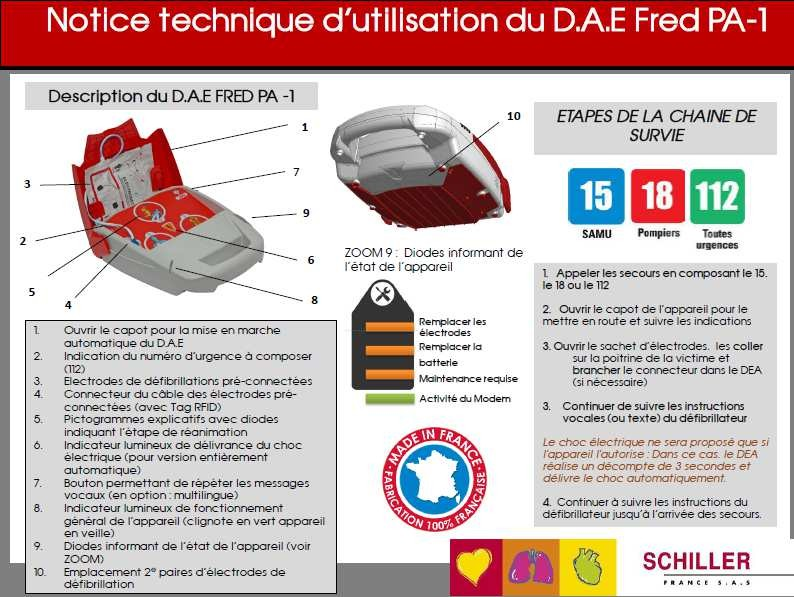 Notice technique d'utilisation du D.A.E Fred PA-1
Description du D.A.E FRED PA -1
1
7
3
9
2
6
5
4
8
10
ZOOM 9 : Diodes informant de
l'état de l'appareil
Remplacer les
électrodes
Remplacer la
batterie
Maintenance requise
Activité du Modem
MADE IN FRANCE
FABRICATION 100% FRANÇAISE
1. Ouvrir le capot pour la mise en marche
automatique du D.A.E
2. Indication du numéro d'urgence à composer
(112)
3. Electrodes de défibrillations pré-connectées
4. Connecteur du câble des électrodes pré-
connectées (avec Tag RFID)
5. Pictogrammes explicatifs avec diodes
indiquant l'étape de réanimation
6. Indicateur lumineux de délivrance du choc
électrique (pour version entièrement
automatique)
7. Bouton permettant de répéter les messages
vocaux (en option : multilingue)
8. Indicateur lumineux de fonctionnement
général de l'appareil (clignote en vert appareil
en veille)
9. Diodes informant de l'état de l'appareil (voir
ZOOM)
10. Emplacement 2e paires d'électrodes de
défibrillation
ETAPES DE LA CHAINE DE
SURVIE
15 18 112
SAMU Pompiers Toutes
urgences
1. Appeler les secours en composant le 15.
le 18 ou le 112
2. Ouvrir le capot de l'appareil pour le
mettre en route et suivre les indications
3. Ouvrir le sachet d'électrodes. les coller
sur la poitrine de la victime et
brancher le connecteur dans le DEA
(si nécessaire)
3. Continuer de suivre les instructions
vocales (ou texte) du défibrillateur
Le choc électrique ne sera proposé que si
l'appareil l'autorise : Dans ce cas. le DEA
réalise un décompte de 3 secondes et
délivre le choc automatiquement.
4. Continuer à suivre les instructions du
défibrillateur jusqu'à l'arrivée des secours.
SCHILLER
FRANCE S.A.S